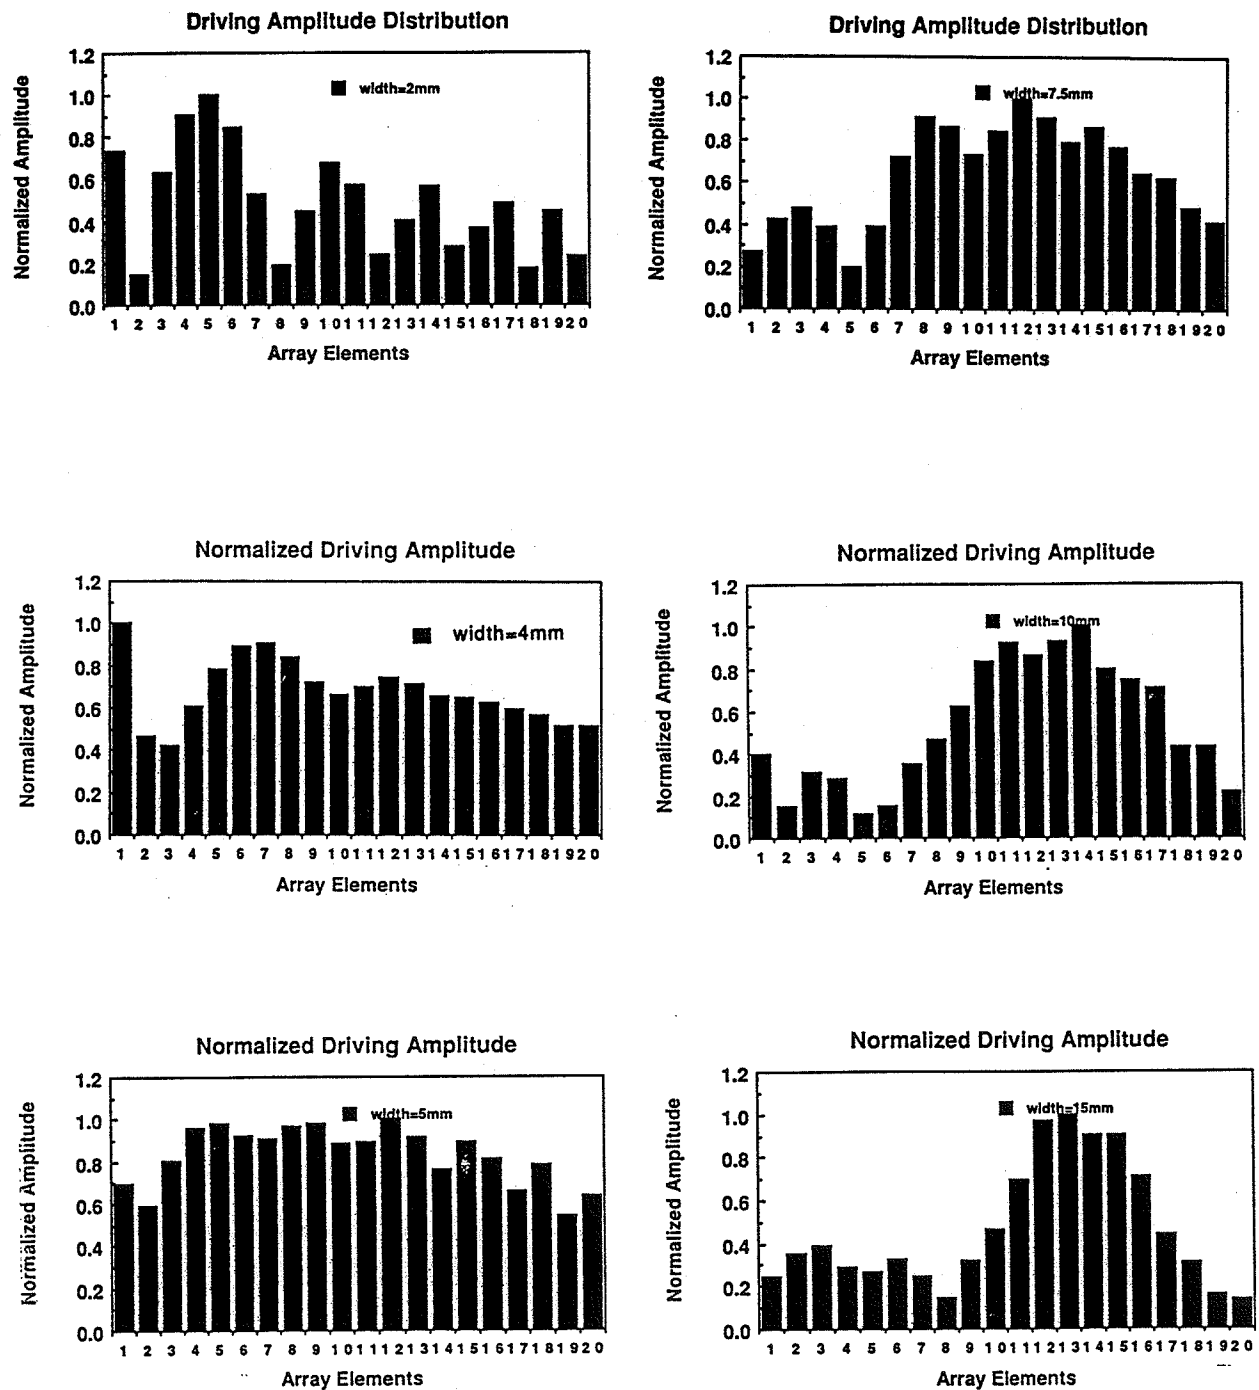 Driving Amplitude Distribution
Normalized Amplitude
1.2
1.0
0.8
0.6
0.4
0.2
0.0
width=2mm
1 2 3 4 5 6 7 8 9 1 0 1 1 1 2 1 3 1 4 1 5 1 6 1 7 1 8 1 9 2 0
Array Elements
Driving Amplitude Distribution
Normalized Amplitude
1.2
1.0
0.8
0.6
0.4
0.2
0.0
width=7.5mm
1 2 3 4 5 6 7 8 9 1 0 1 1 1 2 1 3 1 4 1 5 1 6 1 7 1 8 1 9 2 0
Array Elements
Normalized Driving Amplitude
Normalized Amplitude
1.2
1.0
0.8
0.6
0.4
0.2
0.0
width=4mm
1 2 3 4 5 6 7 8 9 1 0 1 1 1 2 1 3 1 4 1 5 1 6 1 7 1 8 1 9 2 0
Array Elements
Normalized Driving Amplitude
Normalized Amplitude
1.2
1.0
0.8
0.6
0.4
0.2
0.0
width=10mm
1 2 3 4 5 6 7 8 9 1 0 1 1 1 2 1 3 1 4 1 5 1 6 1 7 1 8 1 9 2 0
Array Elements
Normalized Driving Amplitude
Normalized Amplitude
1.2
1.0
0.8
0.6
0.4
0.2
0.0
width=5mm
1 2 3 4 5 6 7 8 9 1 0 1 1 1 2 1 3 1 4 1 5 1 6 1 7 1 8 1 9 2 0
Array Elements
Normalized Driving Amplitude
Normalized Amplitude
1.2
1.0
0.8
0.6
0.4
0.2
0.0
width=15mm
1 2 3 4 5 6 7 8 9 1 0 1 1 1 2 1 3 1 4 1 5 1 6 1 7 1 8 1 9 2 0
Array Elements